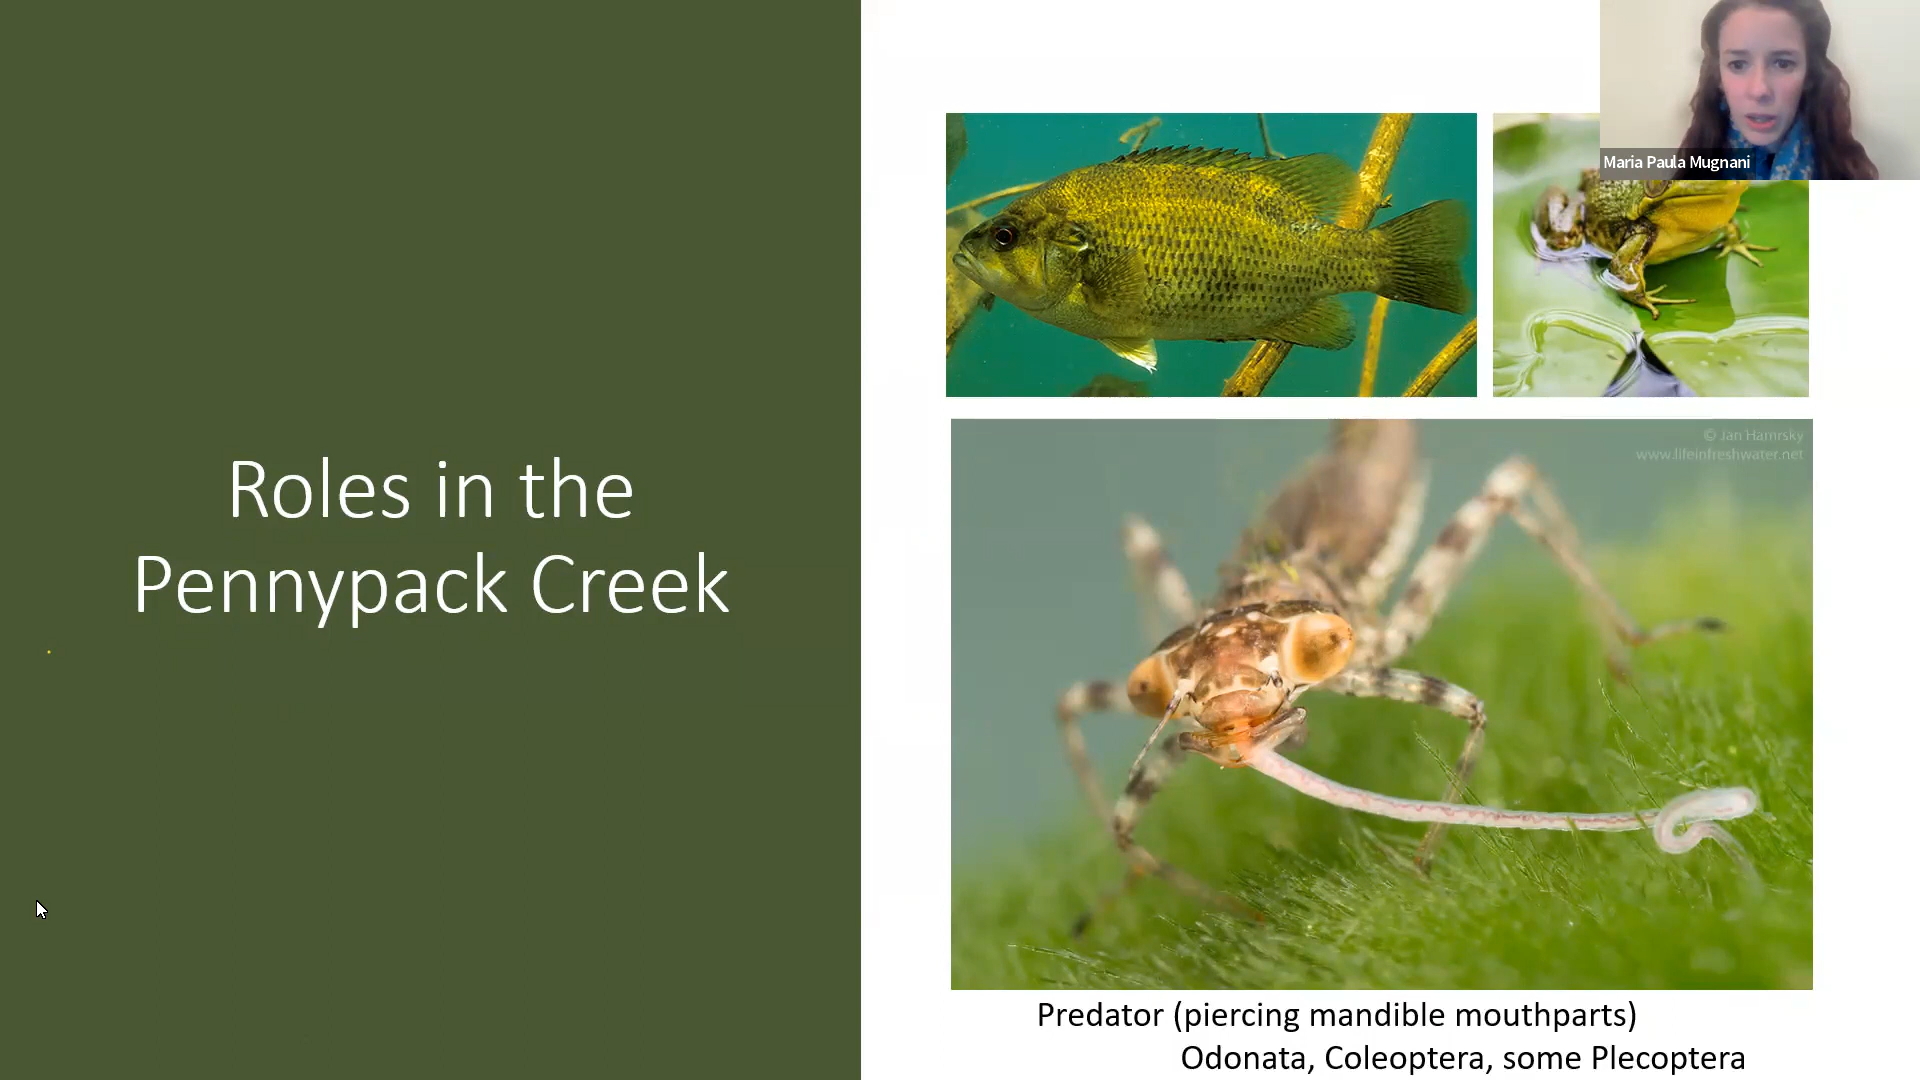 Maria Paula Mugnani
© Jan Hamrsky
www.lifeinfreshwater.net
Roles in the
Pennypack Creek
Predator (piercing mandible mouthparts)
Odonata, Coleoptera, some Plecoptera